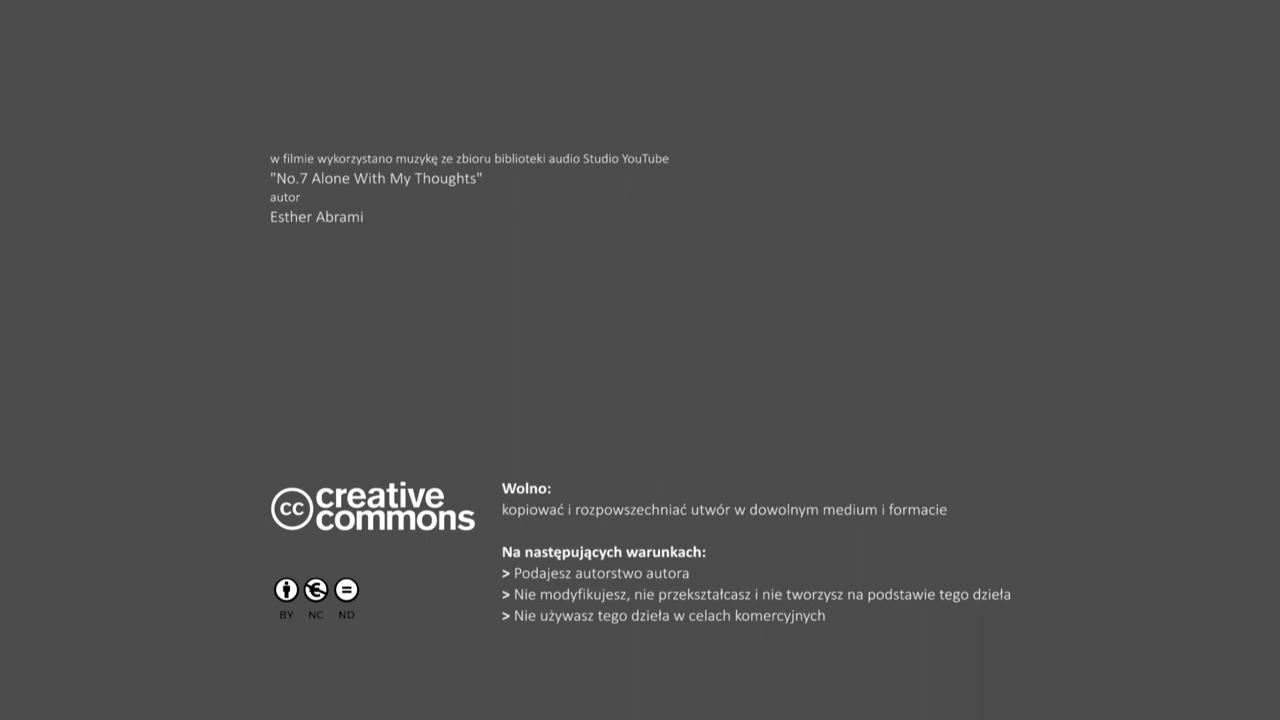 w filmie wykorzystano muzykę ze zbioru biblioteki audio Studio YouTube
"No.7 Alone With My Thoughts"
autor
Esther Abrami
cc creative commons
BY NC ND
Wolno:
kopiować i rozpowszechniać utwór w dowolnym medium i formacie
Na następujących warunkach:
> Podajesz autorstwo autora
> Nie modyfikujesz, nie przekształcasz i nie tworzysz na podstawie tego dzieła
> Nie używasz tego dzieła w celach komercyjnych